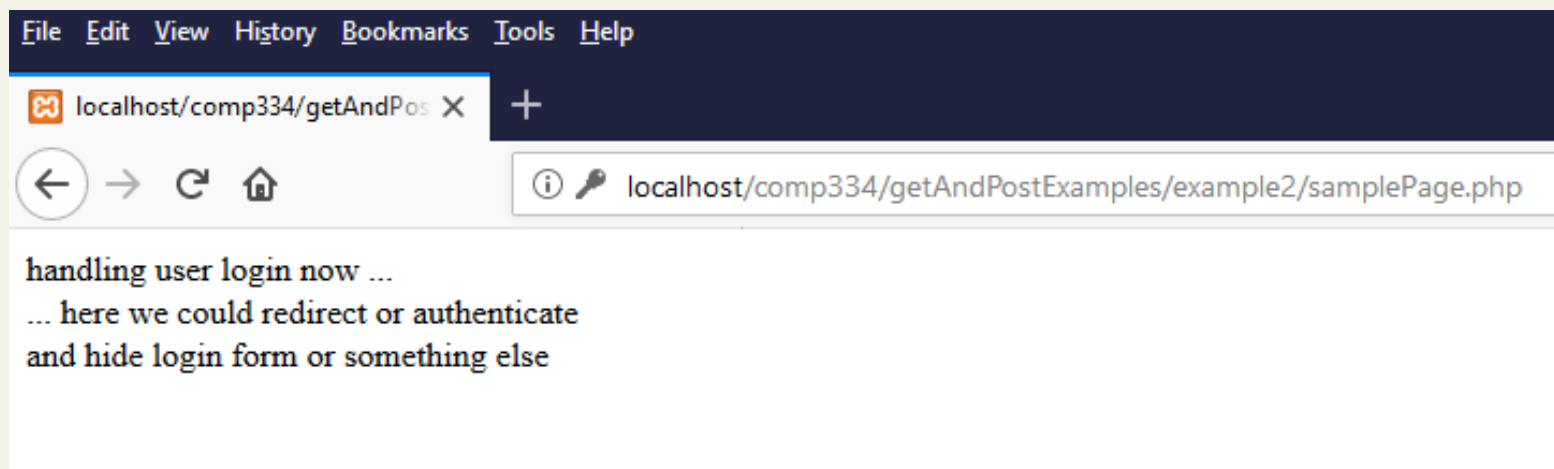 File Edit View History Bookmarks Tools Help
localhost/comp334/getAndPos
localhost/comp334/getAndPostExamples/example2/samplePage.php
handling user login now ...
... here we could redirect or authenticate
and hide login form or something else